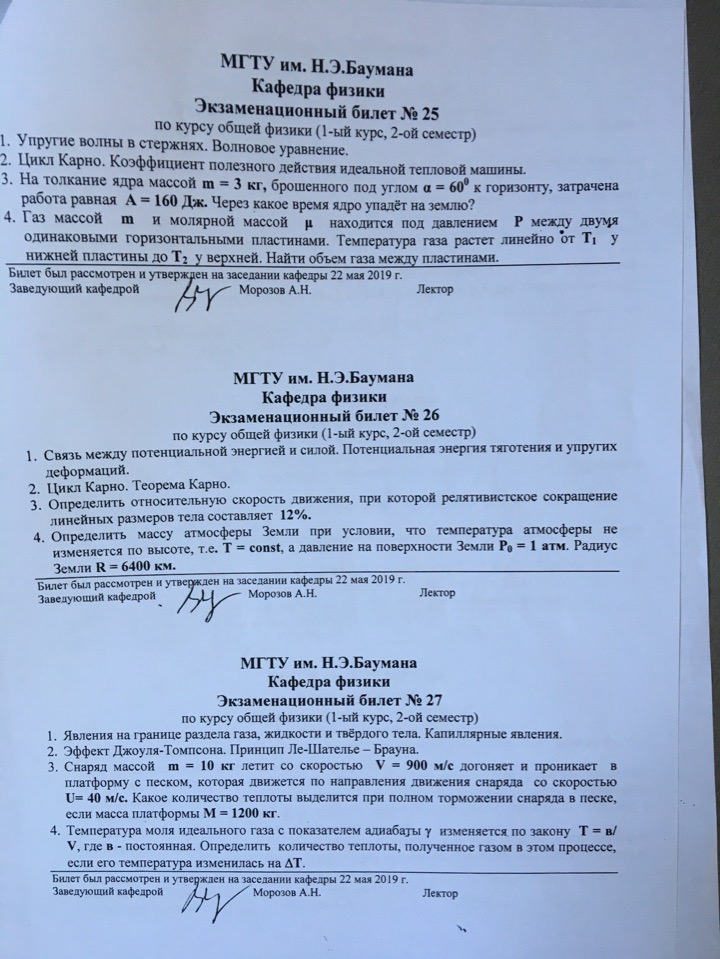 МГТУ им. Н.Э.Баумана
Кафедра физики
Экзаменационный билет № 25
по курсу общей физики (1-ый курс, 2-ой семестр)
1. Упругие волны в стержнях. Волновое уравнение.
2. Цикл Карно. Коэффициент полезного действия идеальной тепловой машины.
3. На толкание ядра массой m = 3 кг, брошенного под углом α = 60⁰ к горизонту, затрачена
работа равная A = 160 Дж. Через какое время ядро упадёт на землю?
4. Газ массой m и молярной массой μ находится под давлением P между двумя
одинаковыми горизонтальными пластинами. Температура газа растет линейно от T₁ у
нижней пластины до T₂ у верхней. Найти объем газа между пластинами.
Билет был рассмотрен и утвержден на заседании кафедры 22 мая 2019 г.
Заведующий кафедрой Морозов А.Н. Лектор
МГТУ им. Н.Э.Баумана
Кафедра физики
Экзаменационный билет № 26
по курсу общей физики (1-ый курс, 2-ой семестр)
1. Связь между потенциальной энергией и силой. Потенциальная энергия тяготения и упругих
деформаций.
2. Цикл Карно. Теорема Карно.
3. Определить относительную скорость движения, при которой релятивистское сокращение
линейных размеров тела составляет 12%.
4. Определить массу атмосферы Земли при условии, что температура атмосферы не
изменяется по высоте, т.е. T = const, а давление на поверхности Земли P₀ = 1 атм. Радиус
Земли R = 6400 км.
Билет был рассмотрен и утвержден на заседании кафедры 22 мая 2019 г.
Заведующий кафедрой Морозов А.Н. Лектор
МГТУ им. Н.Э.Баумана
Кафедра физики
Экзаменационный билет № 27
по курсу общей физики (1-ый курс, 2-ой семестр)
1. Явления на границе раздела газа, жидкости и твёрдого тела. Капиллярные явления.
2. Эффект Джоуля-Томпсона. Принцип Ле-Шателье – Брауна.
3. Снаряд массой m = 10 кг летит со скоростью V = 900 м/с догоняет и проникает в
платформу с песком, которая движется по направления движения снаряда со скоростью
U= 40 м/с. Какое количество теплоты выделится при полном торможении снаряда в песке,
если масса платформы M = 1200 кг.
4. Температура моля идеального газа с показателем адиабаты γ изменяется по закону T = в/
V, где в - постоянная. Определить количество теплоты, полученное газом в этом процессе,
если его температура изменилась на ΔT.
Билет был рассмотрен и утвержден на заседании кафедры 22 мая 2019 г.
Заведующий кафедрой Морозов А.Н. Лектор